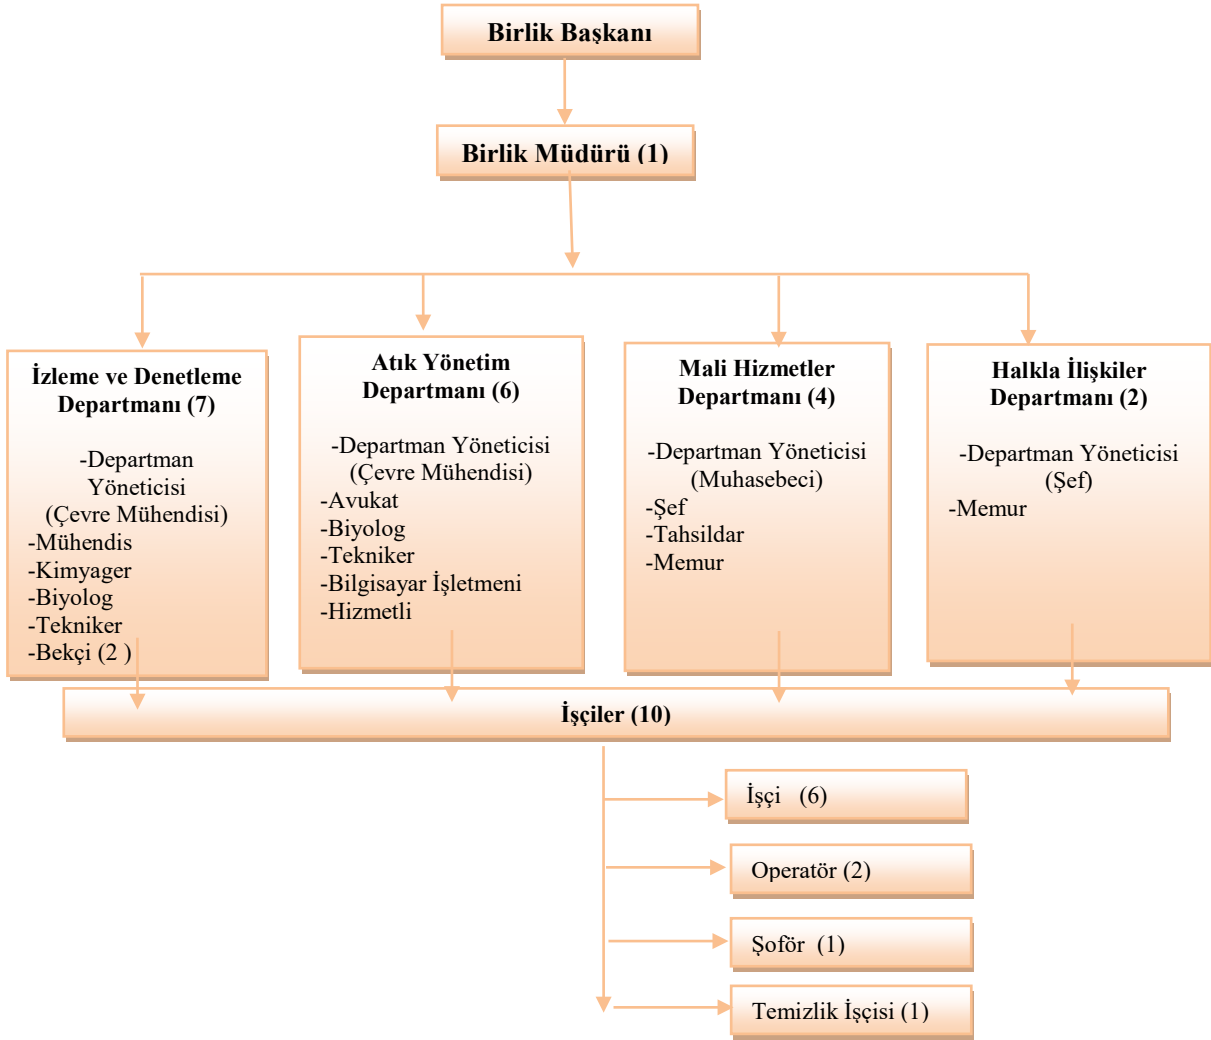 Birlik Başkanı
Birlik Müdürü (1)
İzleme ve Denetleme
Departmanı (7)
-Departman
Yöneticisi
(Çevre Mühendisi)
-Mühendis
-Kimyager
-Biyolog
-Tekniker
-Bekçi (2 )
Atık Yönetim
Departmanı (6)
-Departman Yöneticisi
(Çevre Mühendisi)
-Avukat
-Biyolog
-Tekniker
-Bilgisayar İşletmeni
-Hizmetli
Mali Hizmetler
Departmanı (4)
-Departman Yöneticisi
(Muhasebeci)
-Şef
-Tahsildar
-Memur
Halkla İlişkiler
Departmanı (2)
-Departman Yöneticisi
(Şef)
-Memur
İşçiler (10)
İşçi (6)
Operatör (2)
Şoför (1)
Temizlik İşçisi (1)